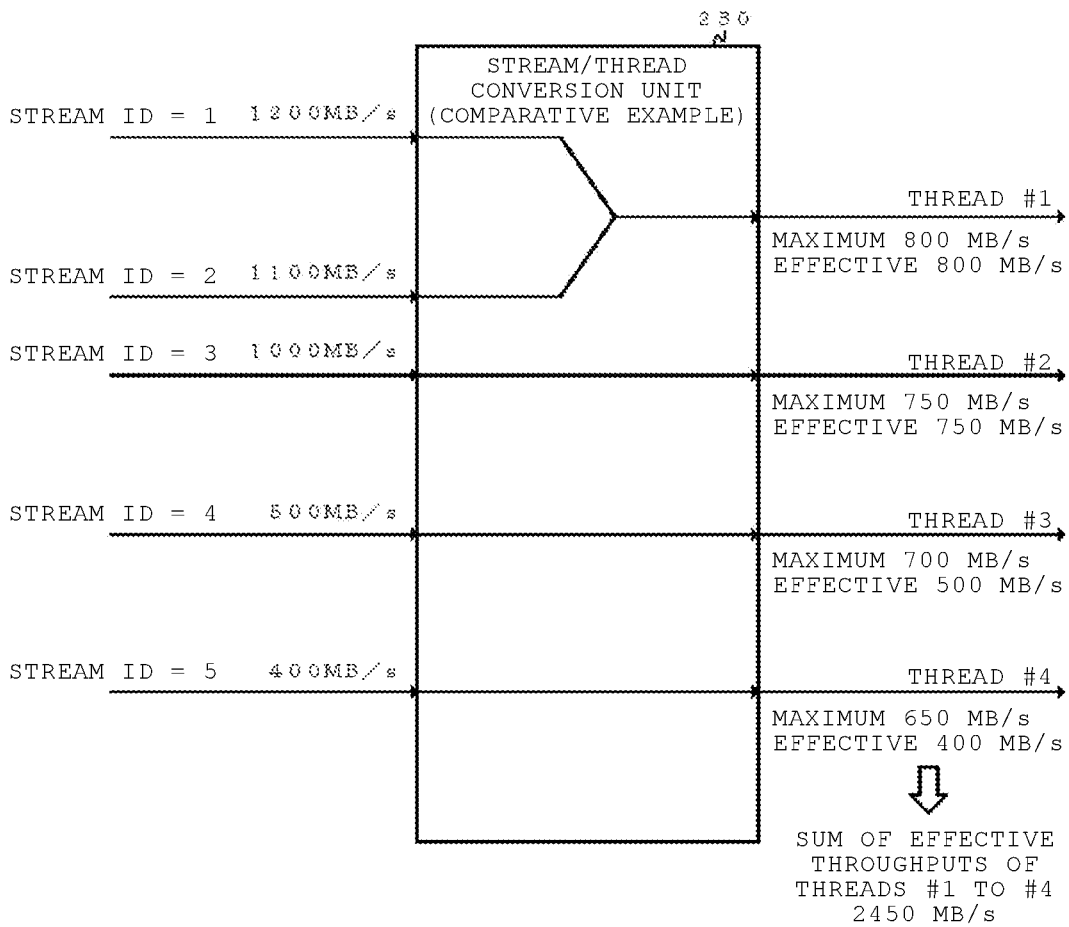 230
STREAM/THREAD
CONVERSION UNIT
(COMPARATIVE EXAMPLE)
STREAM ID = 1 1200MB/s
THREAD #1
MAXIMUM 800 MB/s
EFFECTIVE 800 MB/s
STREAM ID = 2 1100MB/s
STREAM ID = 3 1000MB/s
THREAD #2
MAXIMUM 750 MB/s
EFFECTIVE 750 MB/s
STREAM ID = 4 500MB/s
THREAD #3
MAXIMUM 700 MB/s
EFFECTIVE 500 MB/s
STREAM ID = 5 400MB/s
THREAD #4
MAXIMUM 650 MB/s
EFFECTIVE 400 MB/s
SUM OF EFFECTIVE
THROUGHPUTS OF
THREADS #1 TO #4
2450 MB/s